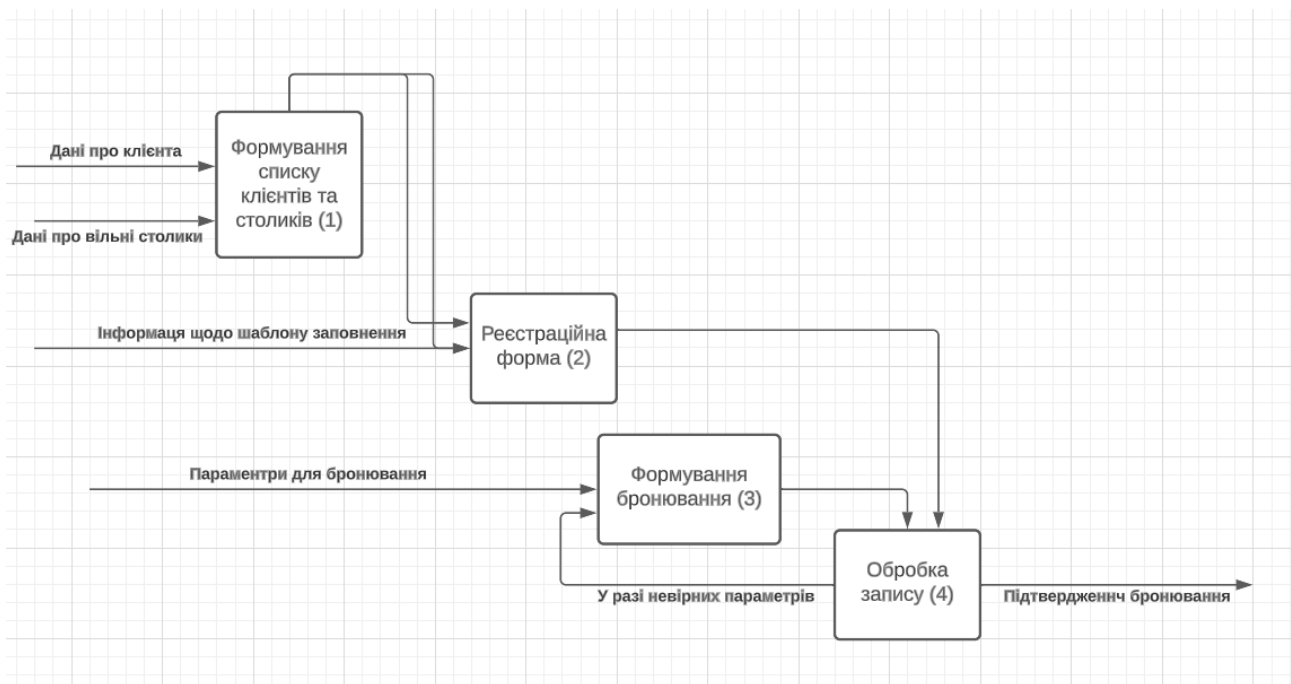 Дані про клієнта
Формування
списку
клієнтів та
столиків (1)
Дані про вільні столики
Інформаця щодо шаблону заповнення
Реєстраційна
форма (2)
Параментри для бронювання
Формування
бронювання (3)
У разі невірних параметрів
Обробка
запису (4)
Підтвердженнч бронювання